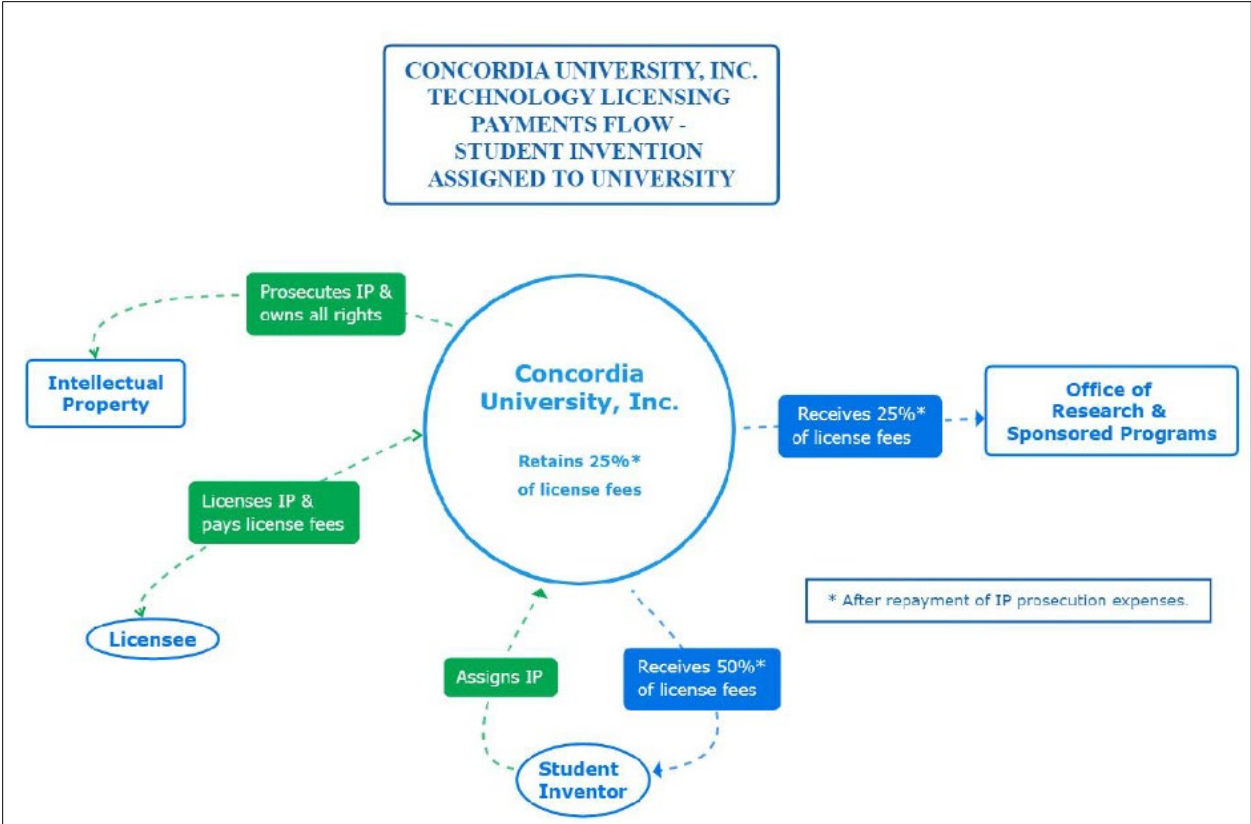 CONCORDIA UNIVERSITY, INC.
TECHNOLOGY LICENSING
PAYMENTS FLOW -
STUDENT INVENTION
ASSIGNED TO UNIVERSITY
Prosecutes IP &
owns all rights
Intellectual
Property
Concordia
University, Inc.
Retains 25%*
of license fees
Receives 25%*
of license fees
Office of
Research &
Sponsored Programs
Licenses IP &
pays license fees
Licensee
* After repayment of IP prosecution expenses.
Assigns IP
Receives 50%*
of license fees
Student
Inventor